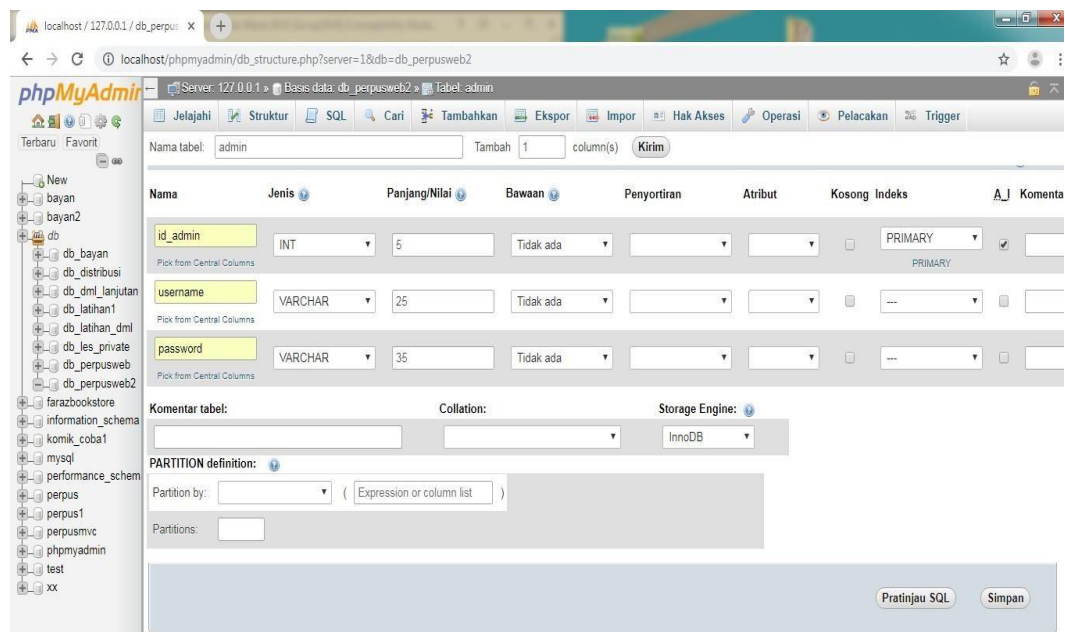 localhost / 127.0.0.1 / db_perpus
localhost/phpmyadmin/db_structure.php?server=1&db=db_perpusweb2
phpMyAdmin
Terbaru Favorit
New
bayan
bayan2
db
db_bayan
db_distribusi
db_dml_lanjutan
db_latihan1
db_latihan_dml
db_les_private
db_perpusweb
db_perpusweb2
farazbookstore
information_schema
komik_coba1
mysql
performance_schem
perpus
perpus1
perpusmvc
phpmyadmin
test
xx
Server: 127.0.0.1 » Basis data: db_perpusweb2 » Tabel: admin
Jelajahi Struktur SQL Cari Tambahkan Ekspor Impor Hak Akses Operasi Pelacakan Trigger
Nama tabel: admin Tambah 1 column(s) Kirim
Nama Jenis Panjang/Nilai Bawaan Penyortiran Atribut Kosong Indeks A_I Komenta
id_admin INT 5 Tidak ada PRIMARY
Pick from Central Columns PRIMARY
username VARCHAR 25 Tidak ada ---
Pick from Central Columns
password VARCHAR 35 Tidak ada ---
Pick from Central Columns
Komentar tabel: Collation: Storage Engine:
InnoDB
PARTITION definition:
Partition by: ( Expression or column list )
Partitions:
Pratinjau SQL Simpan